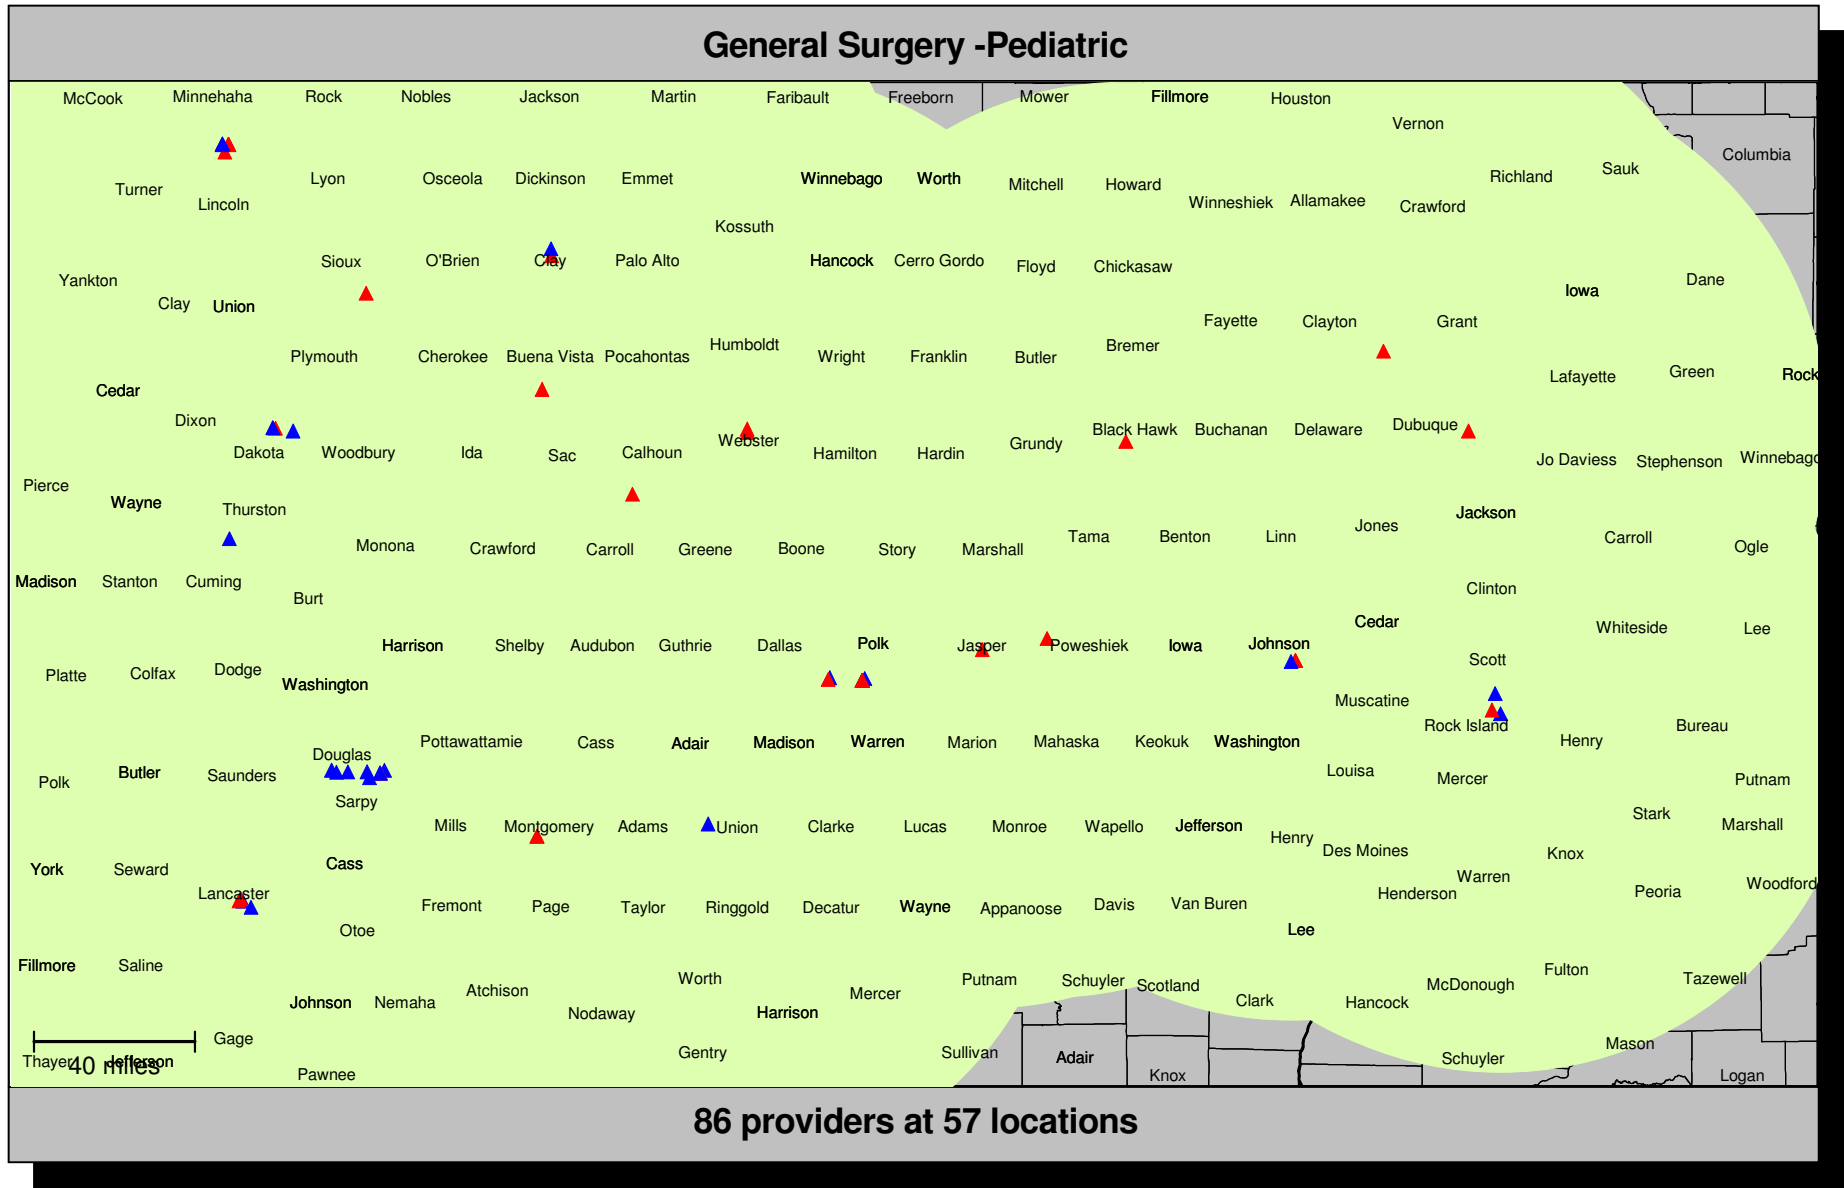 General Surgery -Pediatric
McCook Minnehaha Rock Nobles Jackson Martin Faribault Freeborn Mower Fillmore Houston
Vernon
Columbia
Turner Lyon Osceola Dickinson Emmet Winnebago Worth Mitchell Howard Richland Sauk
Lincoln Winneshiek Allamakee Crawford
Kossuth
Yankton Sioux O'Brien Clay Palo Alto Hancock Cerro Gordo Floyd Chickasaw Dane
Clay Union Iowa
Fayette Clayton Grant
Plymouth Cherokee Buena Vista Pocahontas Humboldt Wright Franklin Butler Bremer
Cedar Lafayette Green Rock
Dixon Webster Black Hawk Buchanan Delaware Dubuque
Dakota Woodbury Ida Sac Calhoun Hamilton Hardin Grundy Jo Daviess Stephenson Winnebago
Pierce
Wayne Thurston Jackson
Monona Crawford Carroll Greene Boone Story Marshall Tama Benton Linn Jones Carroll Ogle
Madison Stanton Cuming Clinton
Burt
Cedar Whiteside Lee
Harrison Shelby Audubon Guthrie Dallas Polk Jasper Poweshiek Iowa Johnson Scott
Platte Colfax Dodge Washington
Muscatine
Rock Island Bureau
Douglas Pottawattamie Cass Adair Madison Warren Marion Mahaska Keokuk Washington Henry
Polk Butler Saunders Louisa Mercer Putnam
Sarpy
Mills Montgomery Adams Union Clarke Lucas Monroe Wapello Jefferson Henry Stark Marshall
Des Moines Knox
York Seward Cass Warren
Lancaster Henderson Peoria Woodford
Fremont Page Taylor Ringgold Decatur Wayne Appanoose Davis Van Buren
Otoe Lee
Fillmore Saline
Worth Putnam Schuyler Scotland McDonough Fulton Tazewell
Johnson Nemaha Atchison Nodaway Harrison Mercer Clark Hancock
Gage
Gentry Sullivan Adair Schuyler Mason
Thayer Jefferson
40 miles
Pawnee Knox Logan
86 providers at 57 locations